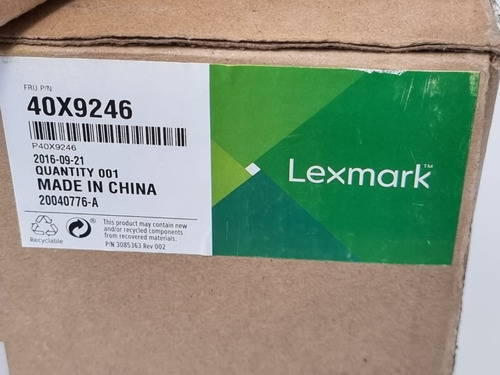 FRU P/N:
40X9246
P40X9246
2016-09-21
QUANTITY 001
MADE IN CHINA
20040776-A
Recyclable
This product may contain new
and/or recycled components
from recovered materials.
P/N 3085363 Rev 002
Lexmark™